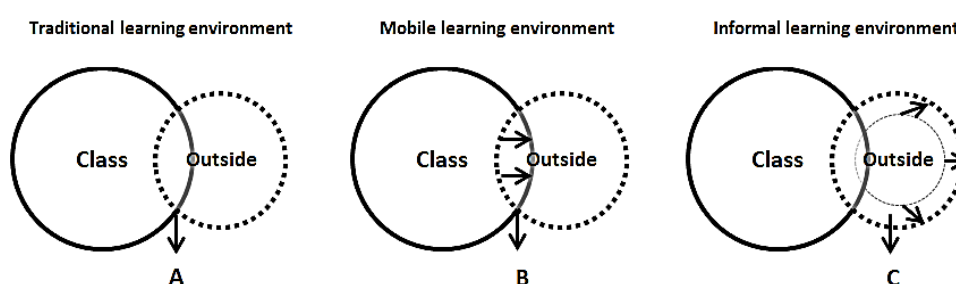 Traditional learning environment
Mobile learning environment
Informal learning environment
Class
Outside
Class
Outside
Class
Outside
A
B
C